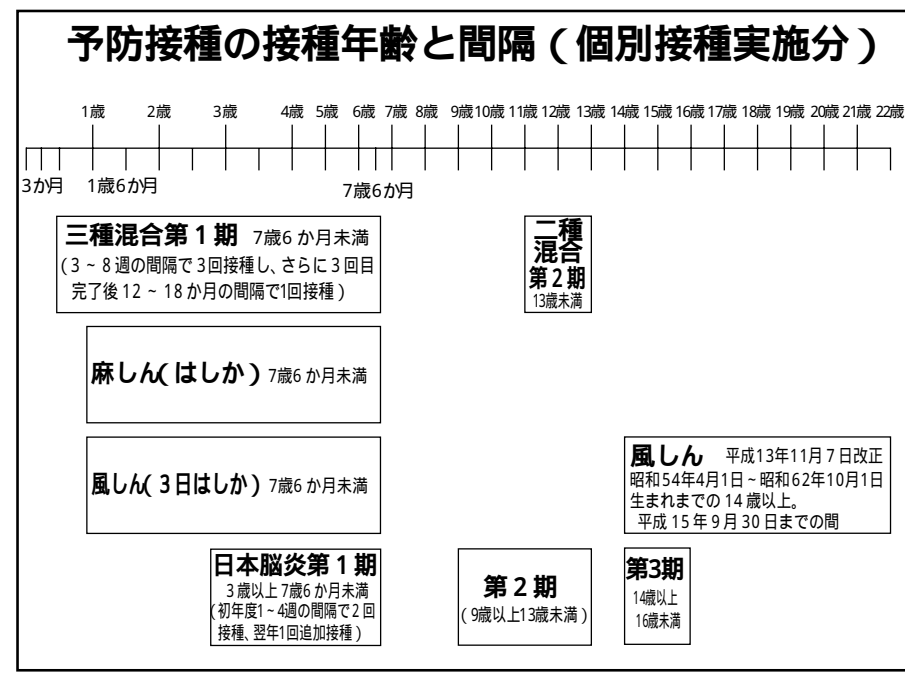 予防接種の接種年齢と間隔(個別接種実施分)
1歳 2歳 3歳 4歳 5歳 6歳 7歳 8歳 9歳 10歳 11歳 12歳 13歳 14歳 15歳 16歳 17歳 18歳 19歳 20歳 21歳 22歳
3か月 1歳6か月 7歳6か月
三種混合第1期 7歳6か月未満
(3~8週の間隔で3回接種し、さらに3回目
完了後12~18か月の間隔で1回接種)
二種
混合
第2期
13歳未満
麻しん(はしか) 7歳6か月未満
風しん(3日はしか) 7歳6か月未満
風しん 平成13年11月7日改正
昭和54年4月1日~昭和62年10月1日
生まれまでの14歳以上。
平成15年9月30日までの間
日本脳炎第1期
3歳以上7歳6か月未満
(初年度1~4週の間隔で2回
接種、翌年1回追加接種)
第2期
(9歳以上13歳未満)
第3期
14歳以上
16歳未満